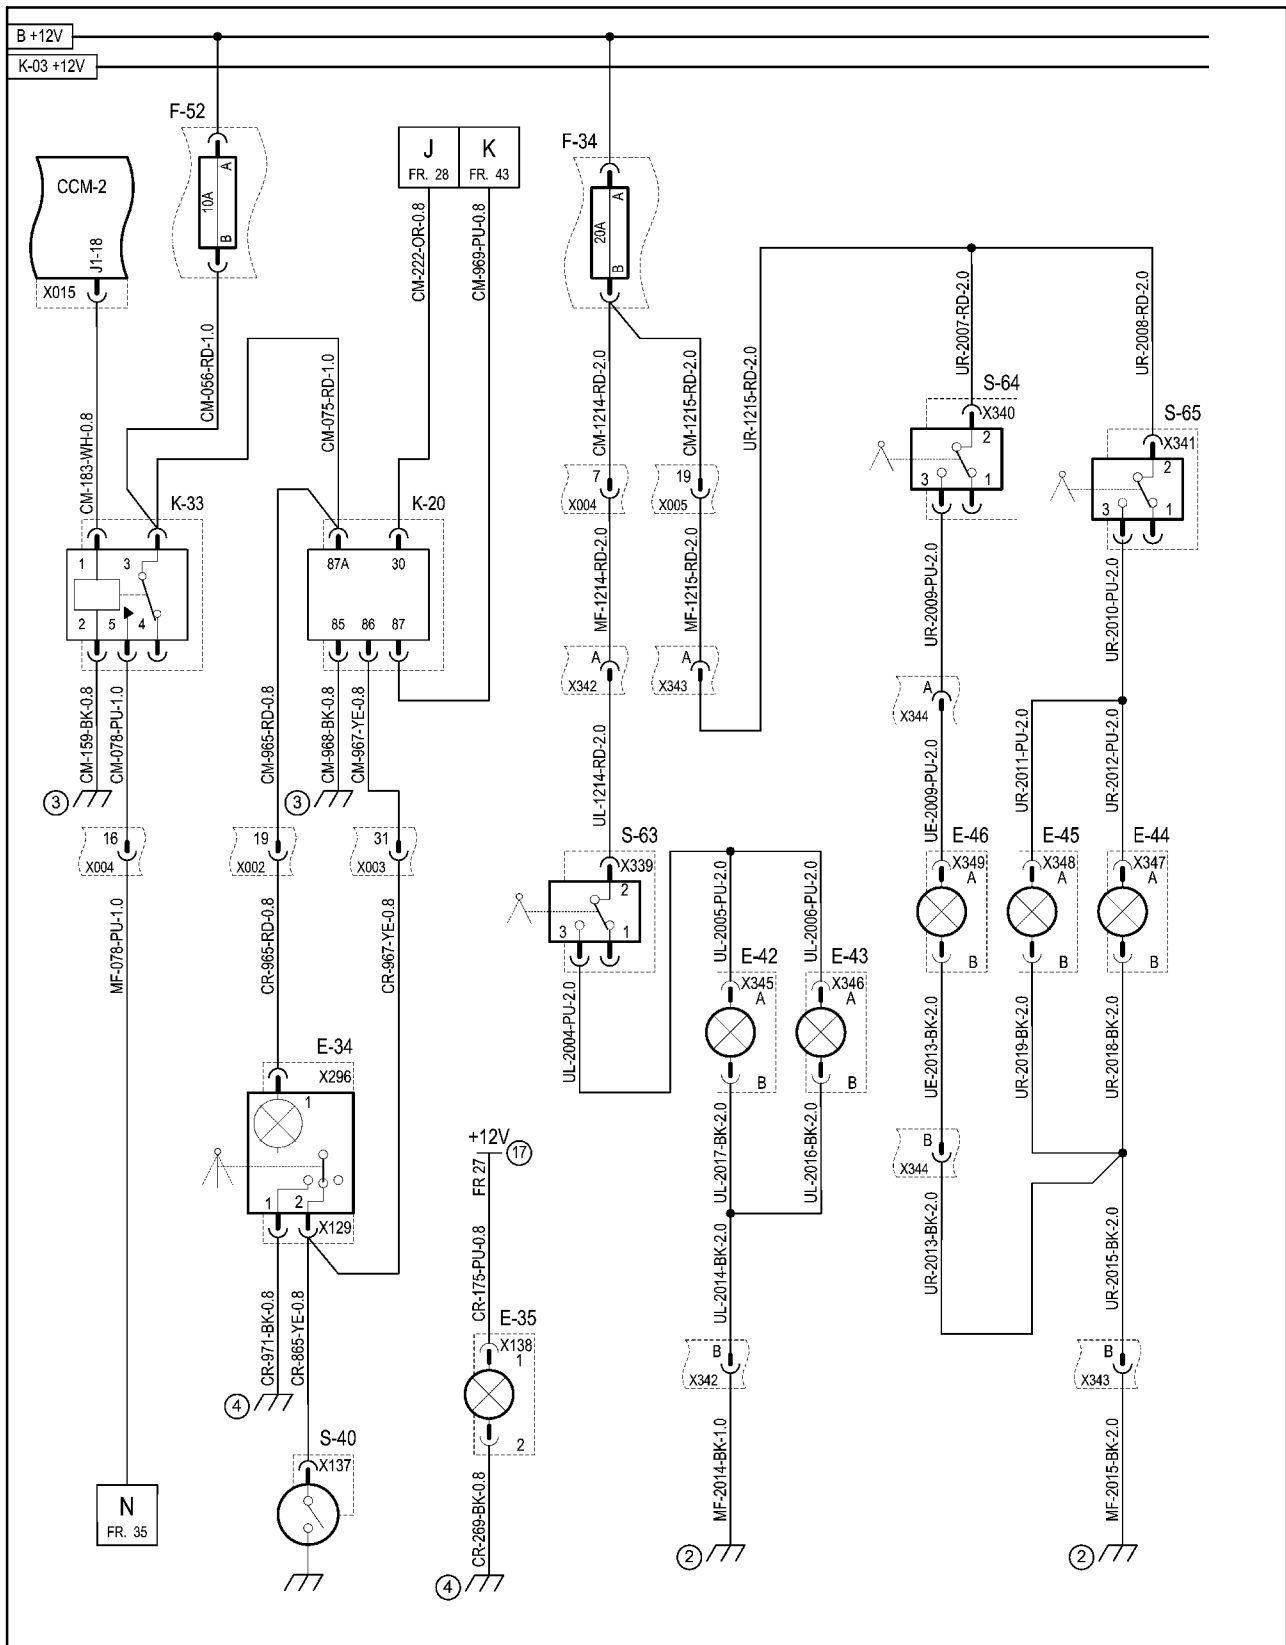 B +12V
K-03 +12V
F-52
A
10A
B
CCM-2
J1-18
X015
J
FR. 28
K
FR. 43
F-34
A
20A
B
CM-183-WH-0.8
CM-056-RD-1.0
CM-075-RD-1.0
CM-222-OR-0.8
CM-969-PU-0.8
CM-1214-RD-2.0
CM-1215-RD-2.0
UR-1215-RD-2.0
UR-2007-RD-2.0
UR-2008-RD-2.0
S-64
X340
2
3
1
S-65
X341
2
3
1
7
X004
19
X005
K-33
1
3
2
5
4
K-20
87A
30
85
86
87
MF-1214-RD-2.0
MF-1215-RD-2.0
UR-2009-PU-2.0
UR-2010-PU-2.0
A
X342
A
X343
A
X344
CM-159-BK-0.8
CM-078-PU-1.0
CM-965-RD-0.8
CM-968-BK-0.8
CM-967-YE-0.8
UL-1214-RD-2.0
UE-2009-PU-2.0
UR-2011-PU-2.0
UR-2012-PU-2.0
3
3
16
X004
19
X002
31
X003
S-63
X339
2
3
1
E-46
X349
A
B
E-45
X348
A
B
E-44
X347
A
B
MF-078-PU-1.0
CR-965-RD-0.8
CR-967-YE-0.8
UL-2004-PU-2.0
UL-2005-PU-2.0
UL-2006-PU-2.0
E-42
X345
A
B
E-43
X346
A
B
UE-2013-BK-2.0
UR-2019-BK-2.0
UR-2018-BK-2.0
E-34
X296
1
1
2
X129
+12V
17
FR 27
UL-2017-BK-2.0
UL-2016-BK-2.0
B
X344
CR-175-PU-0.8
UL-2014-BK-2.0
UR-2013-BK-2.0
UR-2015-BK-2.0
CR-971-BK-0.8
CR-865-YE-0.8
4
E-35
X138
1
2
B
X342
B
X343
S-40
X137
N
FR. 35
CR-269-BK-0.8
4
MF-2014-BK-1.0
2
MF-2015-BK-2.0
2